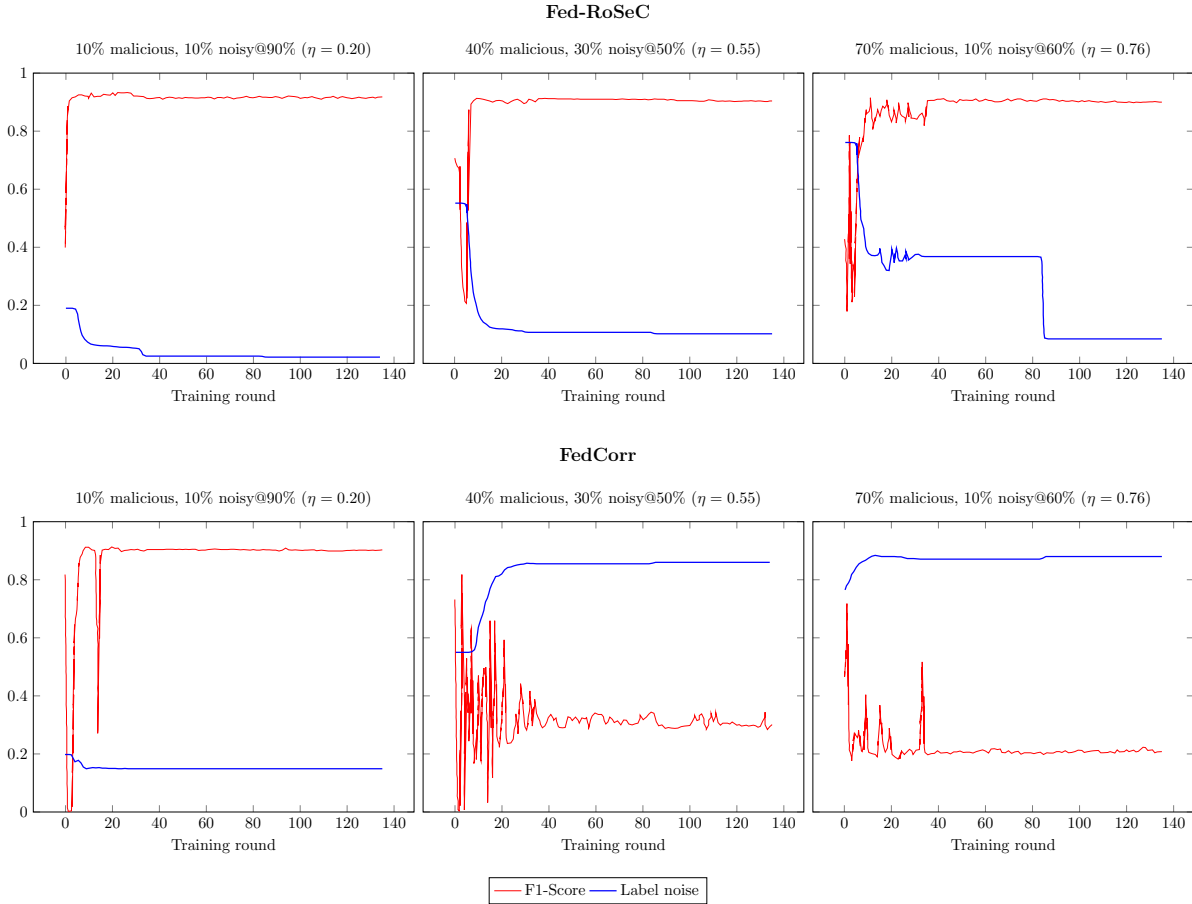 Fed-RoSeC
10% malicious, 10% noisy@90% (η = 0.20)
40% malicious, 30% noisy@50% (η = 0.55)
70% malicious, 10% noisy@60% (η = 0.76)
1
0.8
0.6
0.4
0.2
0
0 20 40 60 80 100 120 140
0 20 40 60 80 100 120 140
0 20 40 60 80 100 120 140
Training round
Training round
Training round
FedCorr
10% malicious, 10% noisy@90% (η = 0.20)
40% malicious, 30% noisy@50% (η = 0.55)
70% malicious, 10% noisy@60% (η = 0.76)
1
0.8
0.6
0.4
0.2
0
0 20 40 60 80 100 120 140
0 20 40 60 80 100 120 140
0 20 40 60 80 100 120 140
Training round
Training round
Training round
F1-Score Label noise